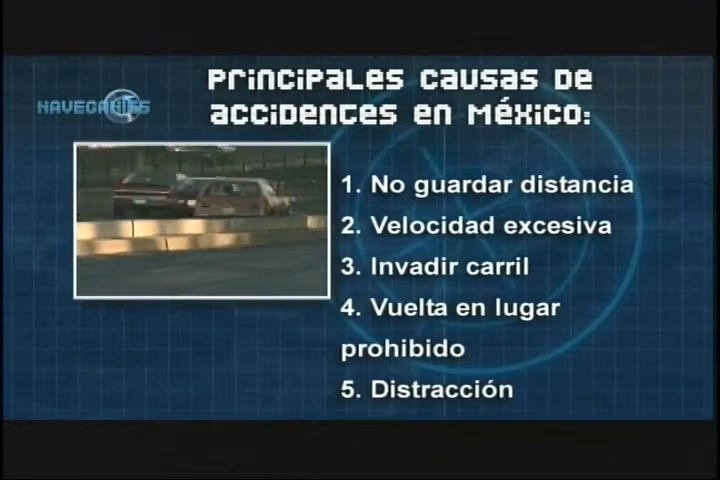 Principales causas de
accidentes en México:
NAVEGANTES
1. No guardar distancia
2. Velocidad excesiva
3. Invadir carril
4. Vuelta en lugar
prohibido
5. Distracción